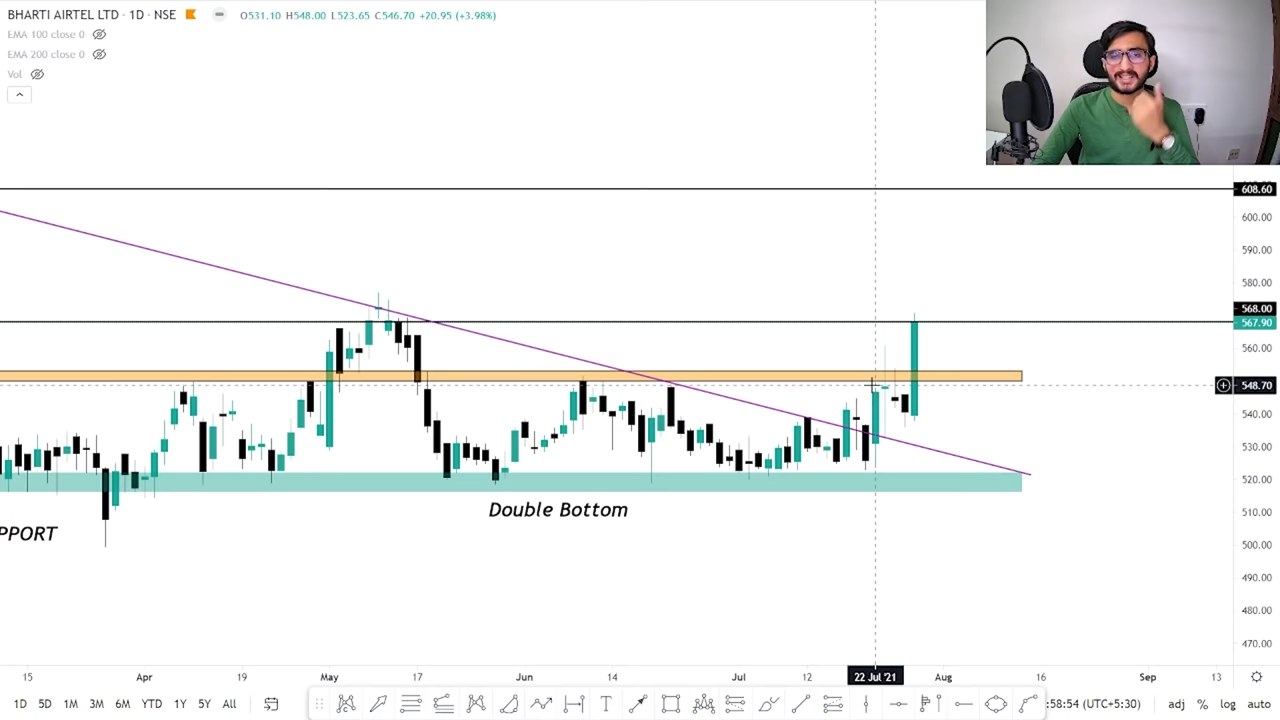 BHARTI AIRTEL LTD · 1D · NSE O531.10 H548.00 L523.65 C546.70 +20.95 (+3.98%)
EMA 100 close 0
EMA 200 close 0
Vol
608.60
600.00
590.00
580.00
568.00
567.90
560.00
548.70
540.00
530.00
520.00
510.00
500.00
490.00
480.00
470.00
Double Bottom
PPORT
15 Apr 19 May 17 Jun 14 Jul 12 22 Jul '21 Aug 16 Sep 13
1D 5D 1M 3M 6M YTD 1Y 5Y All :58:54 (UTC+5:30) adj % log auto